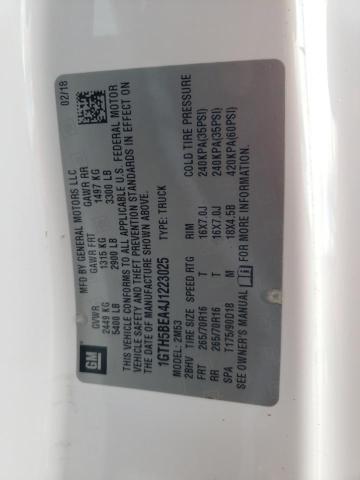 GM
MFD BY GENERAL MOTORS LLC
02/18
GVWR GAWR FRT GAWR RR
2449 KG 1315 KG 1497 KG
5400 LB 2900 LB 3300 LB
THIS VEHICLE CONFORMS TO ALL APPLICABLE U.S. FEDERAL MOTOR
VEHICLE SAFETY AND THEFT PREVENTION STANDARDS IN EFFECT ON
THE DATE OF MANUFACTURE SHOWN ABOVE.
1GTH5BEA4J1223025 TYPE: TRUCK
MODEL: 2M53
2BHV TIRE SIZE SPEED RTG RIM COLD TIRE PRESSURE
FRT 265/70R16 T 16X7.0J 240KPA(35PSI)
RR 265/70R16 T 16X7.0J 240KPA(35PSI)
SPA T175/90D18 M 18X4.5B 420KPA(60PSI)
SEE OWNER'S MANUAL FOR MORE INFORMATION.